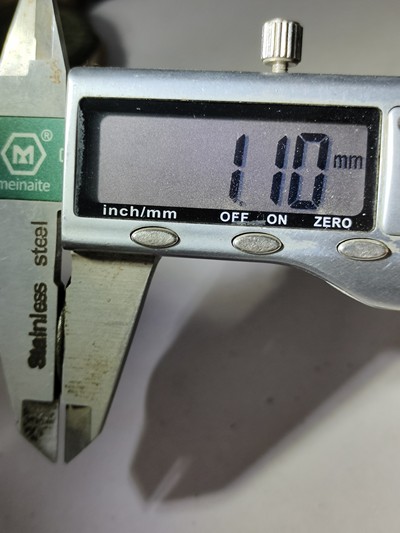 1.10 mm
M®
meinaite
inch/mm OFF ON ZERO
Stainless steel